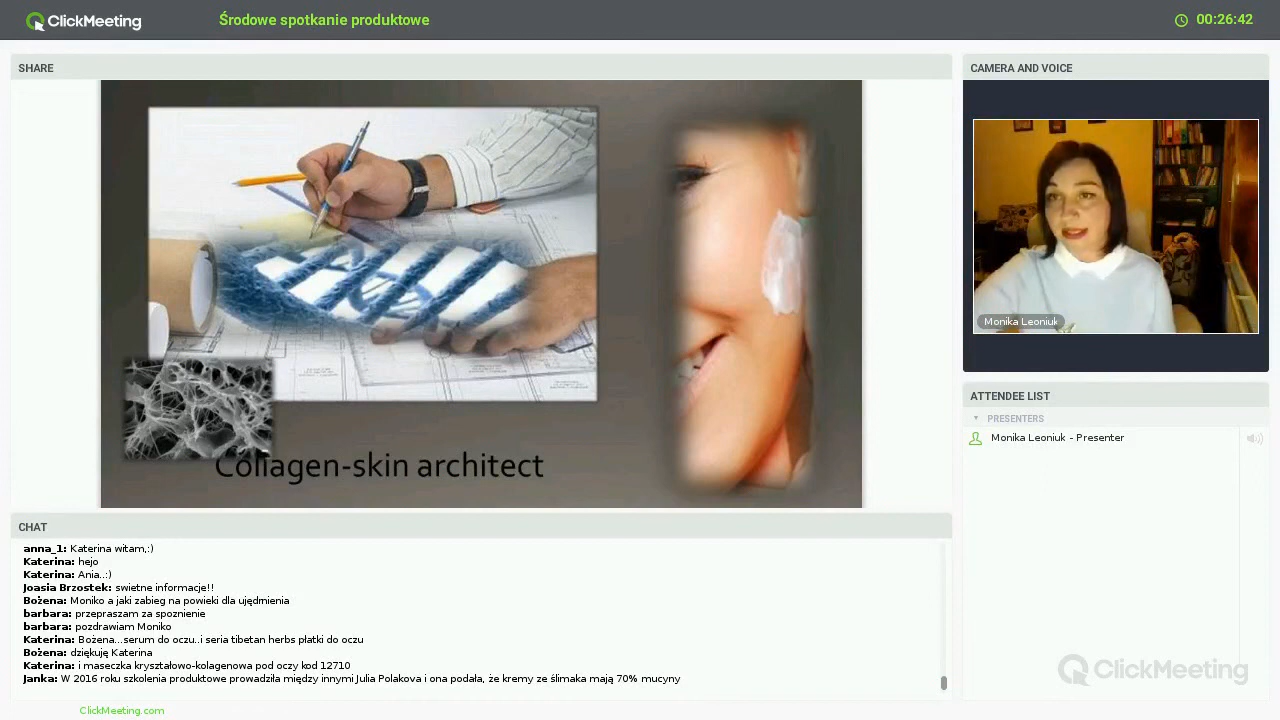 ClickMeeting
Środowe spotkanie produktowe
00:26:42
SHARE
Collagen-skin architect
CAMERA AND VOICE
Monika Leoniuk
ATTENDEE LIST
PRESENTERS
Monika Leoniuk - Presenter
CHAT
anna_1: Katerina witam,:)
Katerina: hejo
Katerina: Ania..:)
Joasia Brzostek: swietne informacje!!
Bożena: Moniko a jaki zabieg na powieki dla ujędrnienia
barbara: przepraszam za spoznienie
barbara: pozdrawiam Moniko
Katerina: Bożena...serum do oczu..i seria tibetan herbs płatki do oczu
Bożena: dziękuję Katerina
Katerina: i maseczka kryształowo-kolagenowa pod oczy kod 12710
Janka: W 2016 roku szkolenia produktowe prowadziła między innymi Julia Polakova i ona podała że kremy ze ślimaka mają 70% mucyny
ClickMeeting
ClickMeeting.com